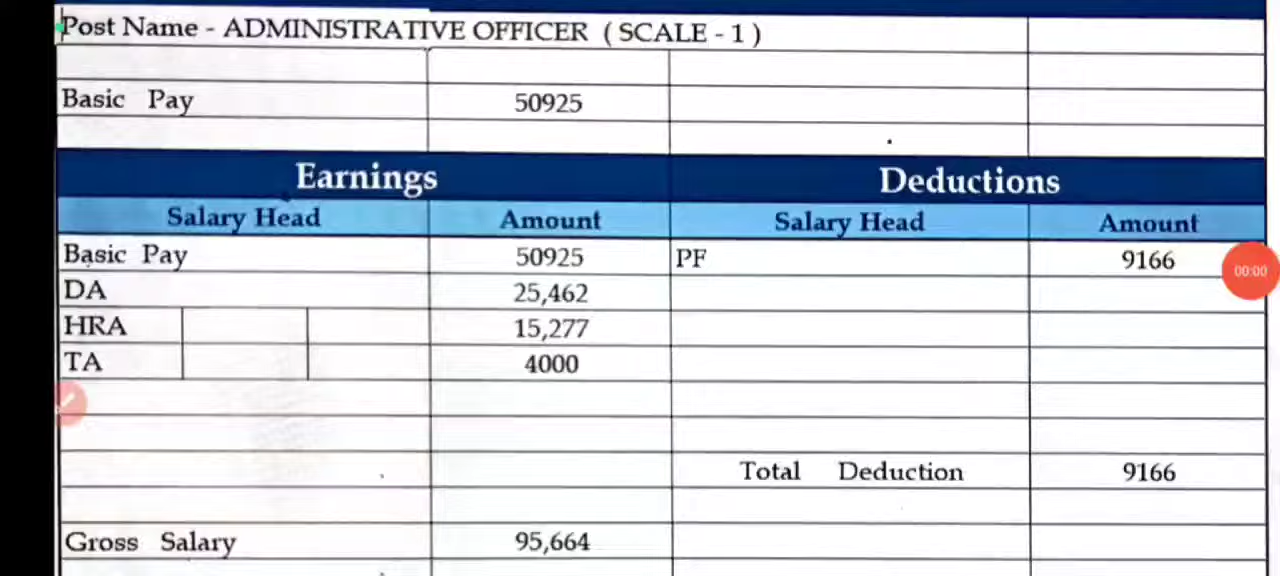 Post Name - ADMINISTRATIVE OFFICER ( SCALE - 1 )
Basic Pay 50925
Earnings Deductions
Salary Head Amount Salary Head Amount
Basic Pay 50925 PF 9166
DA 25,462
HRA 15,277
TA 4000
Total Deduction 9166
Gross Salary 95,664
00:00